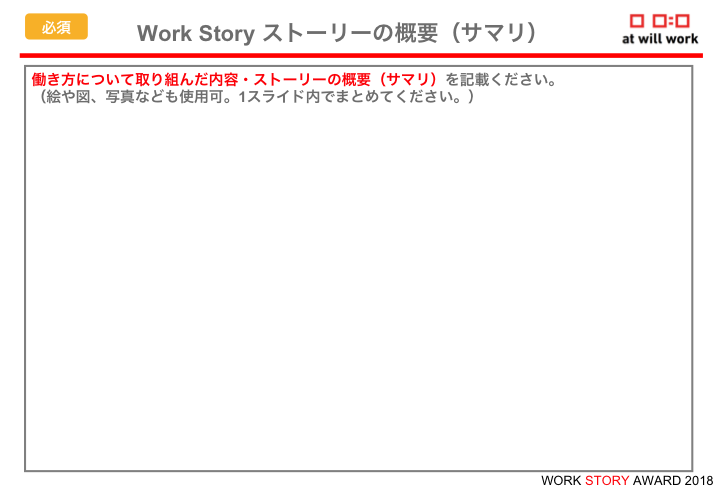 必須
Work Story ストーリーの概要（サマリ）
at will work
働き方について取り組んだ内容・ストーリーの概要（サマリ）を記載ください。
（絵や図、写真なども使用可。1スライド内でまとめてください。）
WORK STORY AWARD 2018